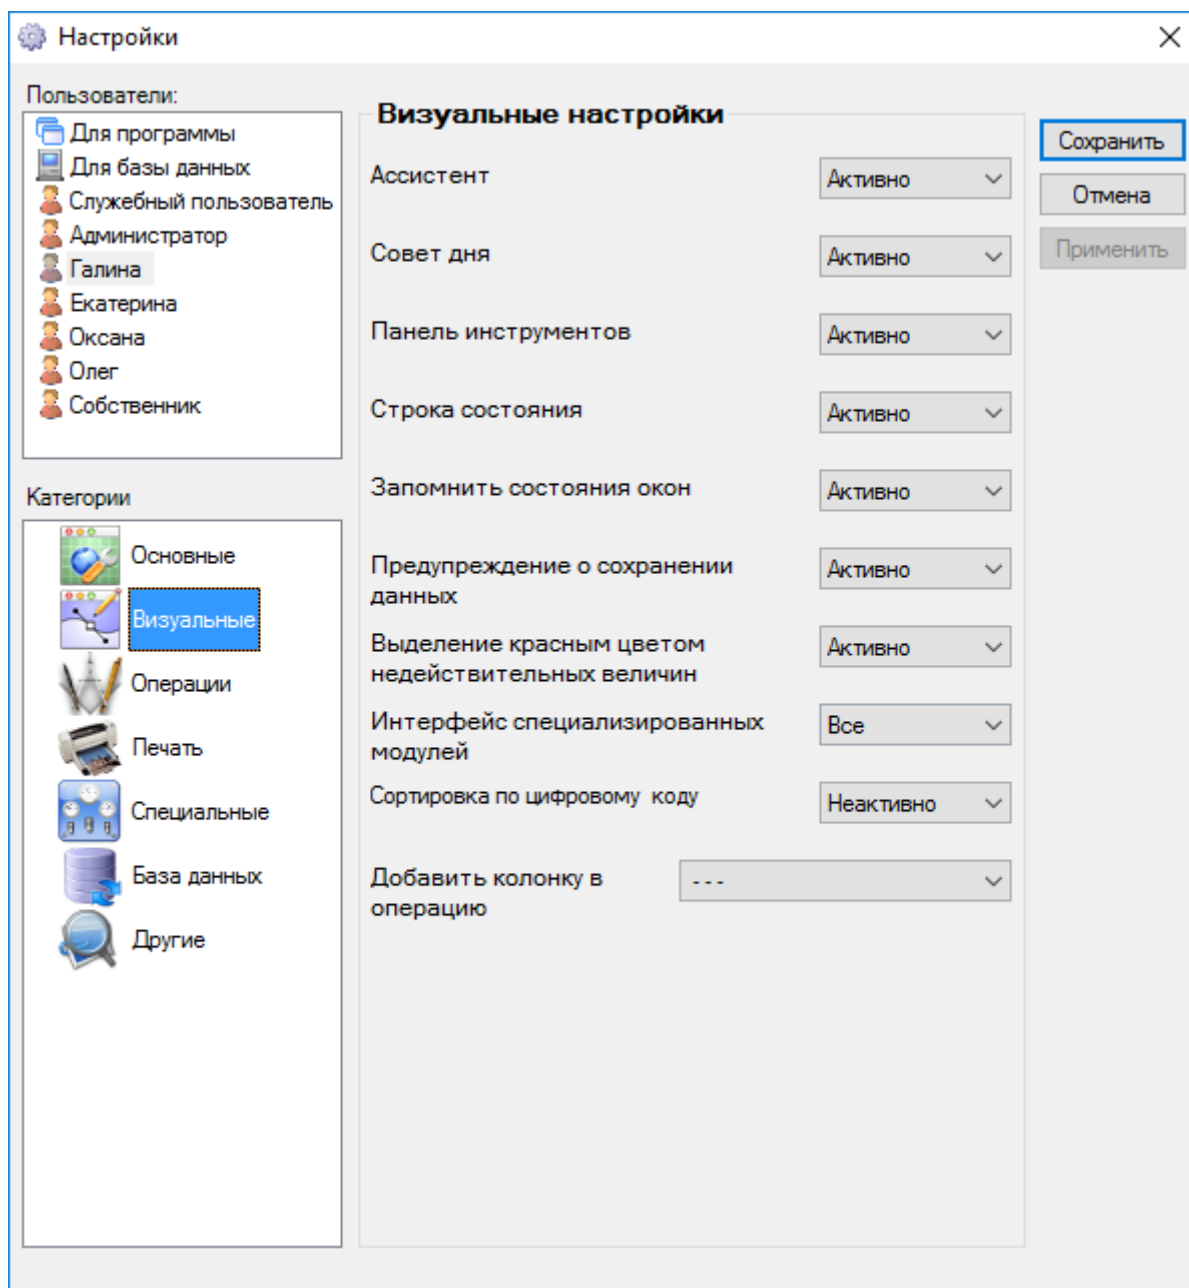 Настройки
Пользователи:
Для программы
Для базы данных
Служебный пользователь
Администратор
Галина
Екатерина
Оксана
Олег
Собственник
Категории
Основные
Визуальные
Операции
Печать
Специальные
База данных
Другие
Визуальные настройки
Ассистент
Активно
Совет дня
Активно
Панель инструментов
Активно
Строка состояния
Активно
Запомнить состояния окон
Активно
Предупреждение о сохранении
данных
Активно
Выделение красным цветом
недействительных величин
Активно
Интерфейс специализированных
модулей
Все
Сортировка по цифровому коду
Неактивно
Добавить колонку в
операцию
- - -
Сохранить
Отмена
Применить